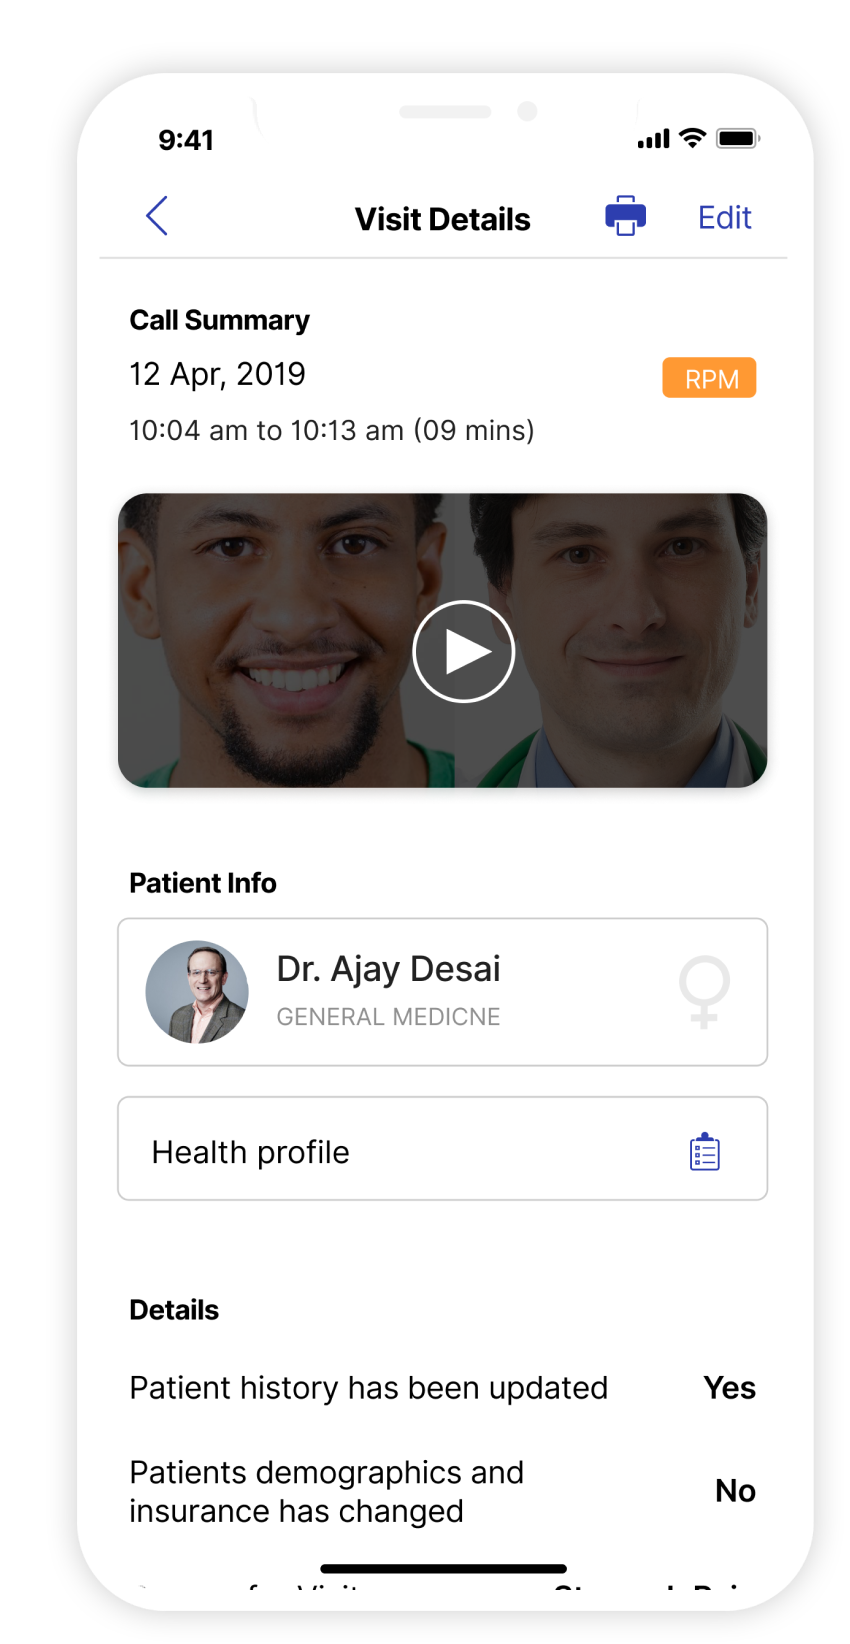 9:41
Visit Details
Edit
Call Summary
12 Apr, 2019
RPM
10:04 am to 10:13 am (09 mins)
Patient Info
Dr. Ajay Desai
GENERAL MEDICNE
Health profile
Details
Patient history has been updated
Yes
Patients demographics and
insurance has changed
No